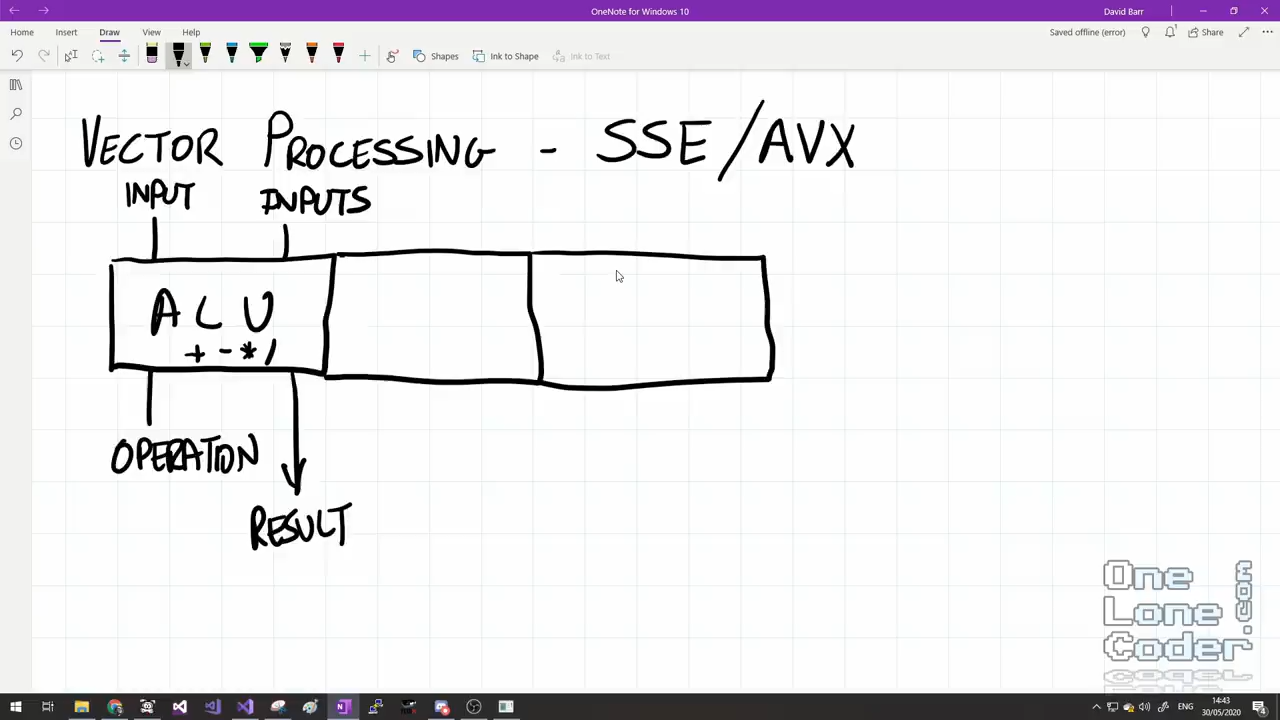 OneNote for Windows 10
David Barr
Home Insert Draw View Help
Saved offline (error)
Share
Shapes
Ink to Shape
Ink to Text
VECTOR PROCESSING - SSE/AVX
INPUT INPUTS
ALU
+ - * /
OPERATION
RESULT
One
Lone
Coder
.com
14:43
30/05/2020